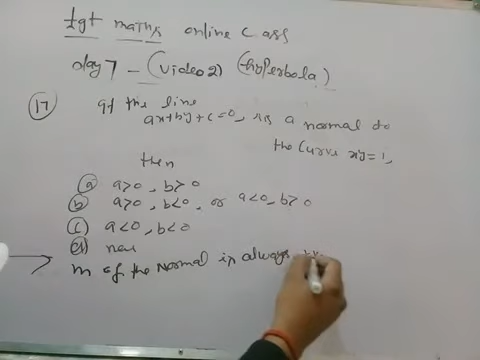 tgt maths online Class
Day 7 - (video 2) (hyperbola)
17 If the line
ax+by+c=0, is a normal to
the Curve xy=1,
then
(a) a>0, b>0
(b) a>0, b<0, or a<0, b>0
(c) a<0, b<0
(d)
m of the Normal is always